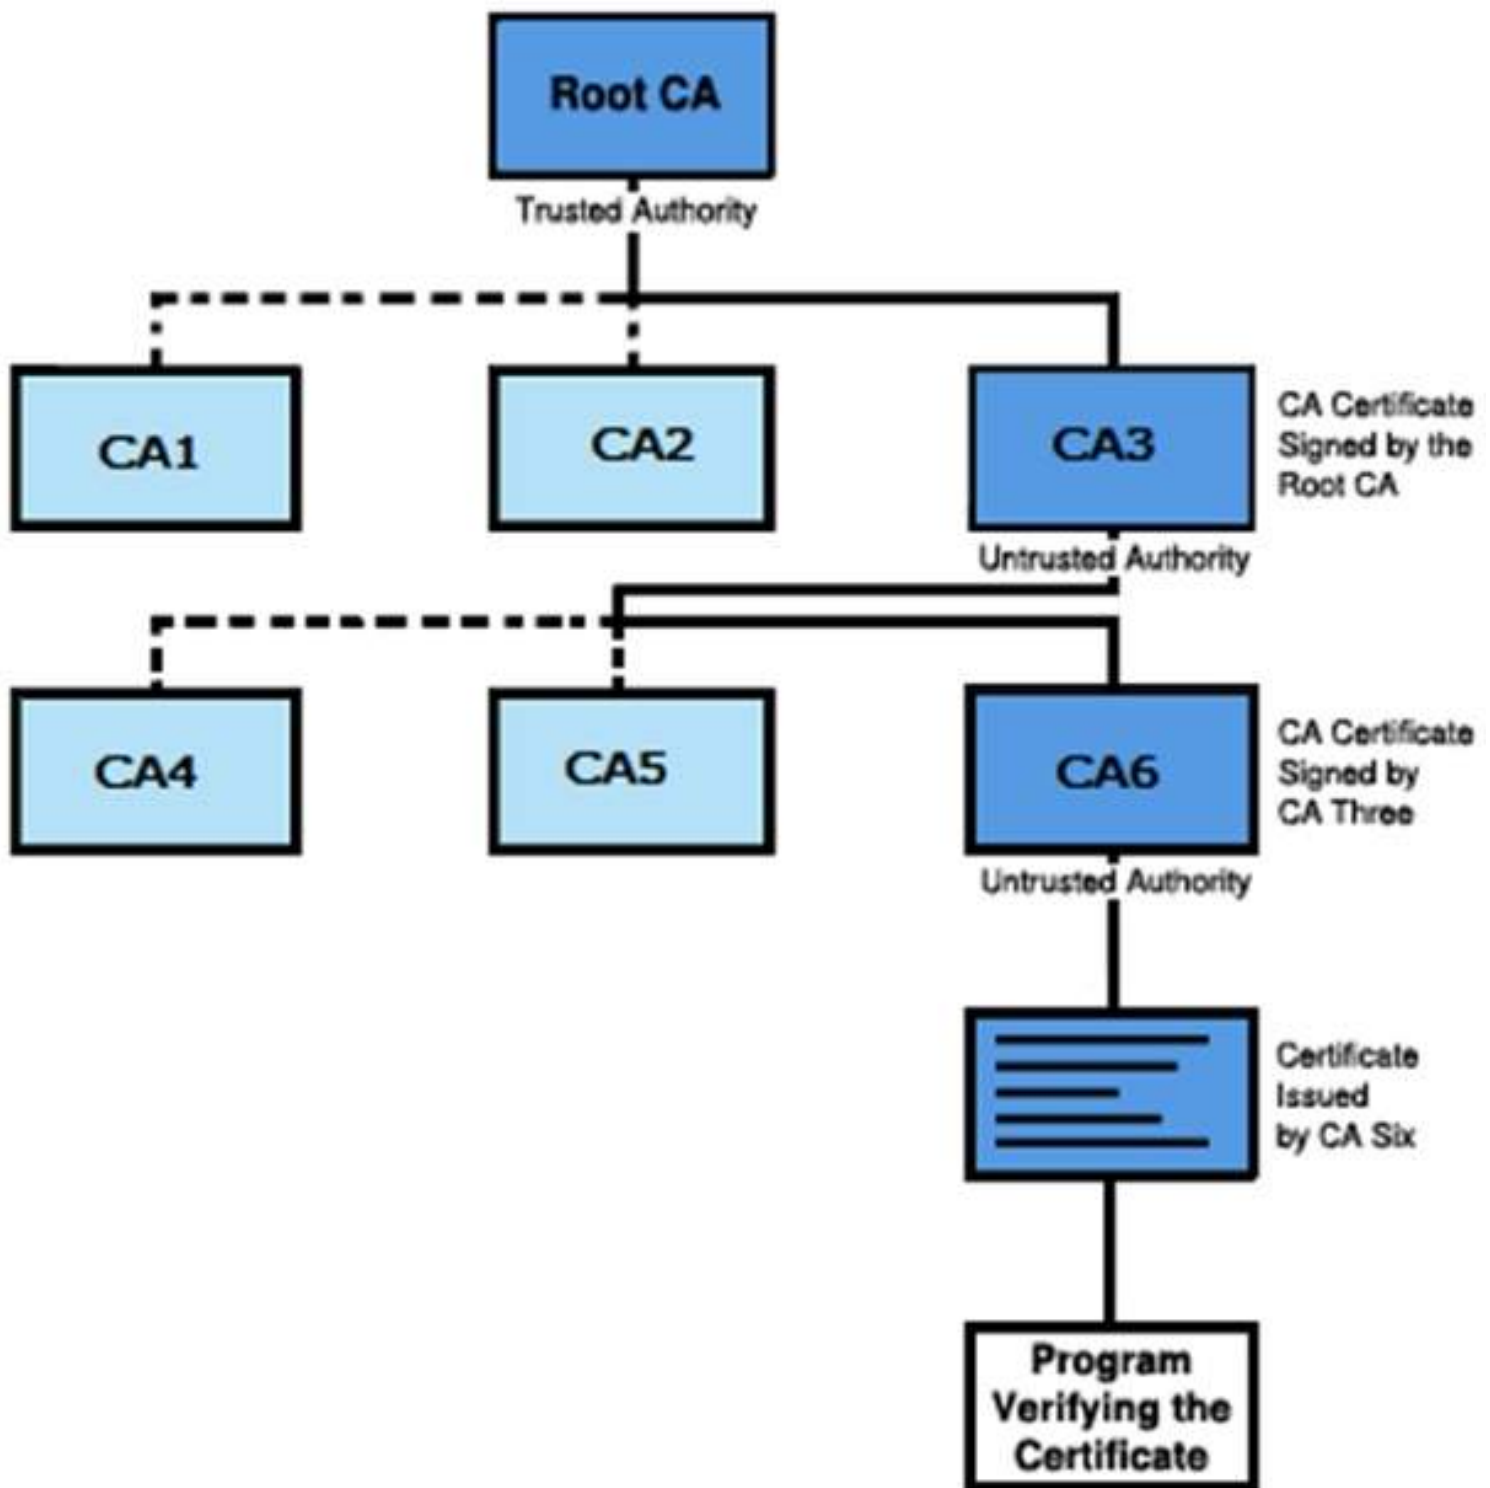 Root CA
Trusted Authority
CA1
CA2
CA3
CA Certificate
Signed by the
Root CA
Untrusted Authority
CA4
CA5
CA6
CA Certificate
Signed by
CA Three
Untrusted Authority
Certificate
Issued
by CA Six
Program
Verifying the
Certificate